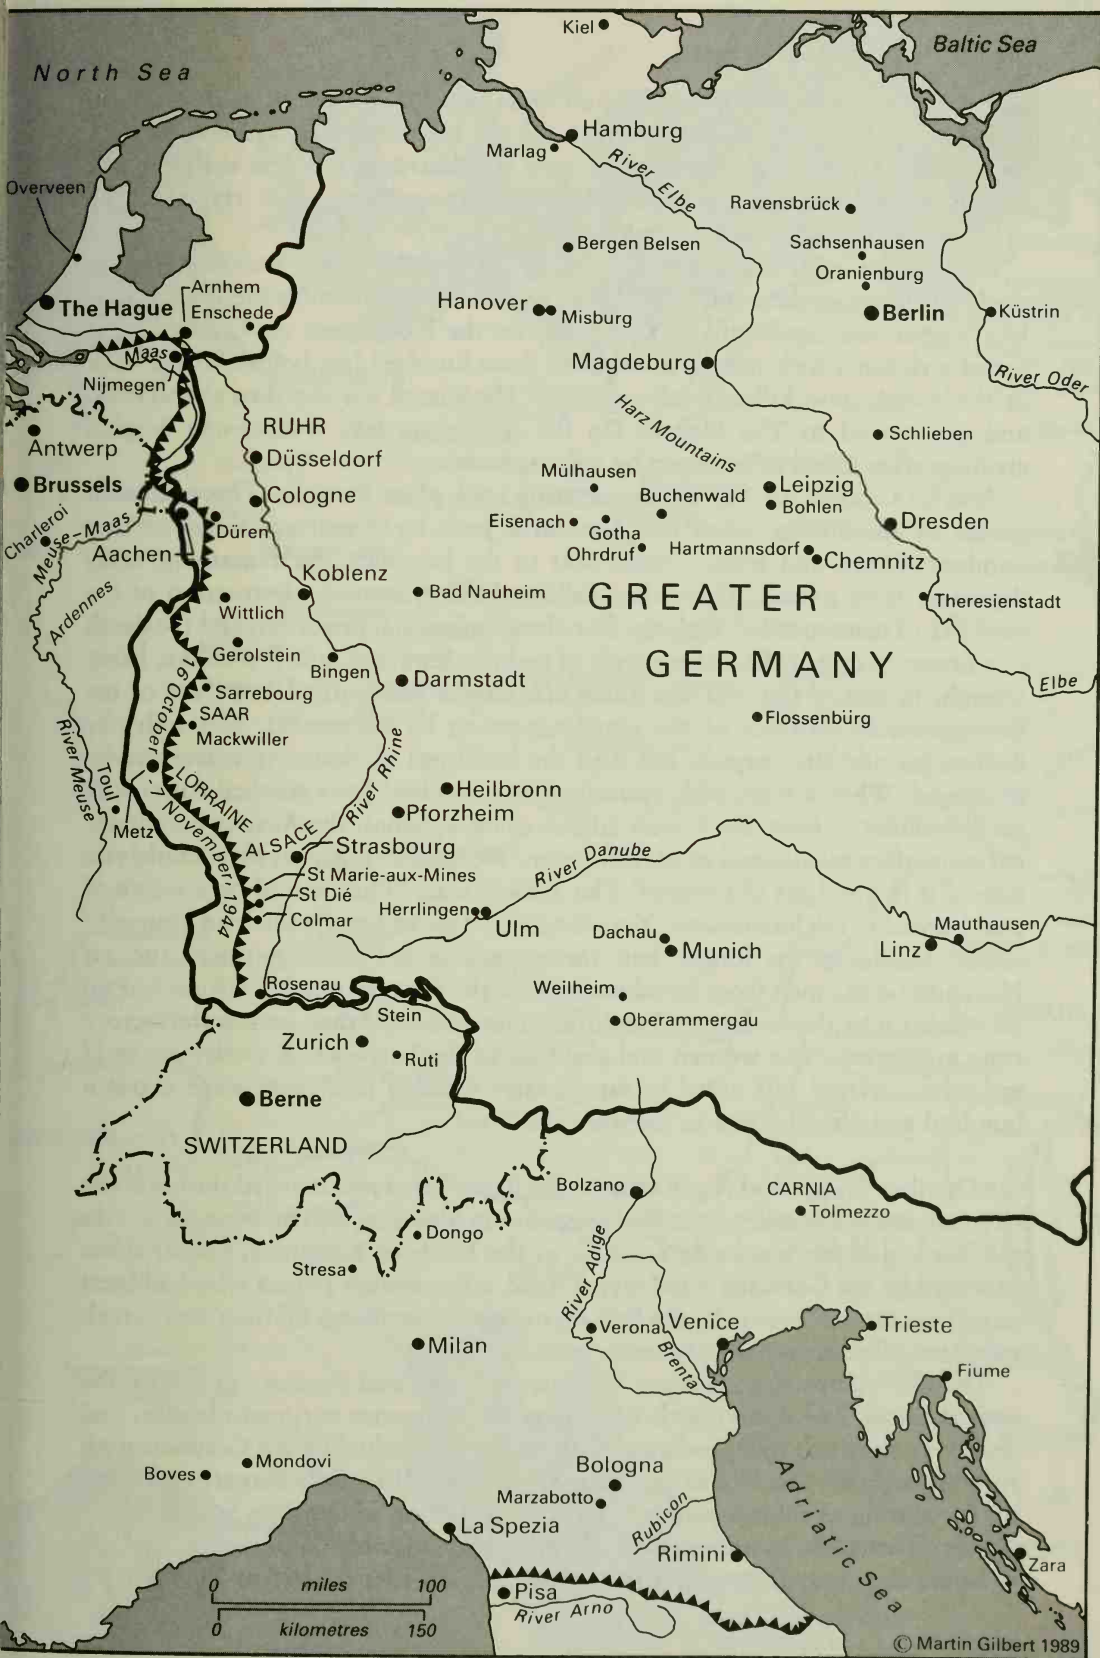 Kiel
Baltic Sea
North Sea
Hamburg
Marlag
River Elbe
Overveen
Ravensbrück
Bergen Belsen
Sachsenhausen
Oranienburg
Arnhem
The Hague
Enschede
Hanover
Misburg
Berlin
Küstrin
Maas
Nijmegen
Magdeburg
River Oder
Harz Mountains
RUHR
Antwerp
Düsseldorf
Schlieben
Brussels
Cologne
Mülhausen
Buchenwald
Leipzig
Bohlen
Charleroi
Meuse-Maas
Düren
Eisenach
Gotha
Dresden
Aachen
Ohrdruf
Hartmannsdorf
Chemnitz
Koblenz
Ardennes
Wittlich
Bad Nauheim
GREATER
GERMANY
Theresienstadt
Gerolstein
Bingen
Darmstadt
Elbe
Sarrebourg
SAAR
Mackwiller
Flossenbürg
River Meuse
16 October - 7 November, 1944
River Rhine
Toul
Metz
LORRAINE
Heilbronn
Pforzheim
ALSACE
Strasbourg
River Danube
St Marie-aux-Mines
St Dié
Colmar
Herrlingen
Ulm
Dachau
Munich
Linz
Mauthausen
Rosenau
Stein
Weilheim
Oberammergau
Zurich
Ruti
Berne
SWITZERLAND
Bolzano
CARNIA
Tolmezzo
Dongo
Stresa
River Adige
Verona
Venice
Brenta
Trieste
Milan
Fiume
Boves
Mondovi
Bologna
Marzabotto
Adriatic Sea
La Spezia
Rubicon
Rimini
Zara
Pisa
River Arno
0 miles 100
0 kilometres 150
© Martin Gilbert 1989